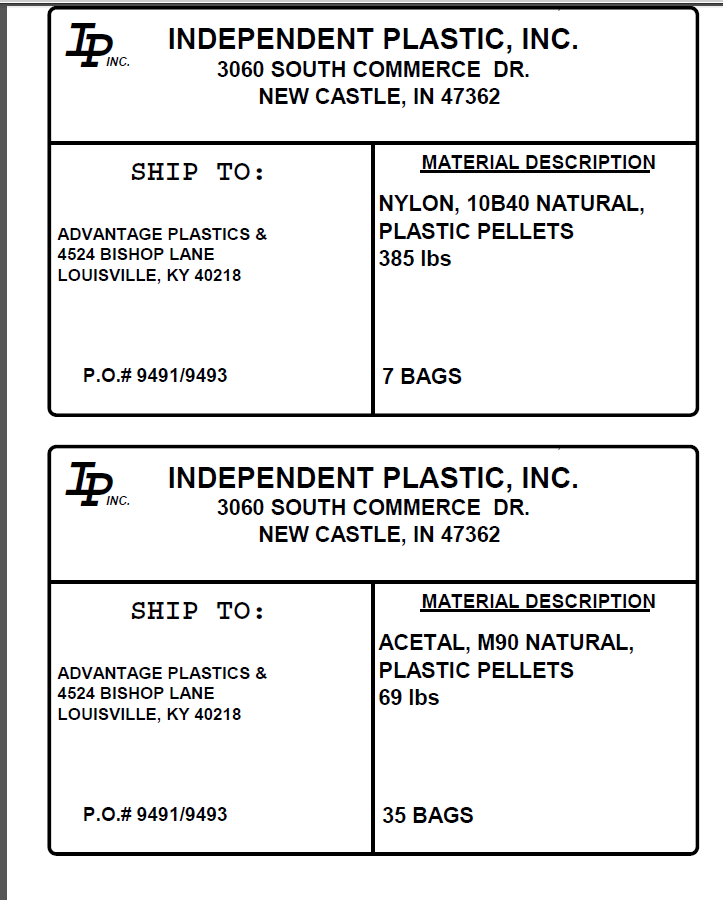 IP INC.
INDEPENDENT PLASTIC, INC.
3060 SOUTH COMMERCE DR.
NEW CASTLE, IN 47362
SHIP TO:
ADVANTAGE PLASTICS &
4524 BISHOP LANE
LOUISVILLE, KY 40218
P.O.# 9491/9493
MATERIAL DESCRIPTION
NYLON, 10B40 NATURAL,
PLASTIC PELLETS
385 lbs
7 BAGS
IP INC.
INDEPENDENT PLASTIC, INC.
3060 SOUTH COMMERCE DR.
NEW CASTLE, IN 47362
SHIP TO:
ADVANTAGE PLASTICS &
4524 BISHOP LANE
LOUISVILLE, KY 40218
P.O.# 9491/9493
MATERIAL DESCRIPTION
ACETAL, M90 NATURAL,
PLASTIC PELLETS
69 lbs
35 BAGS